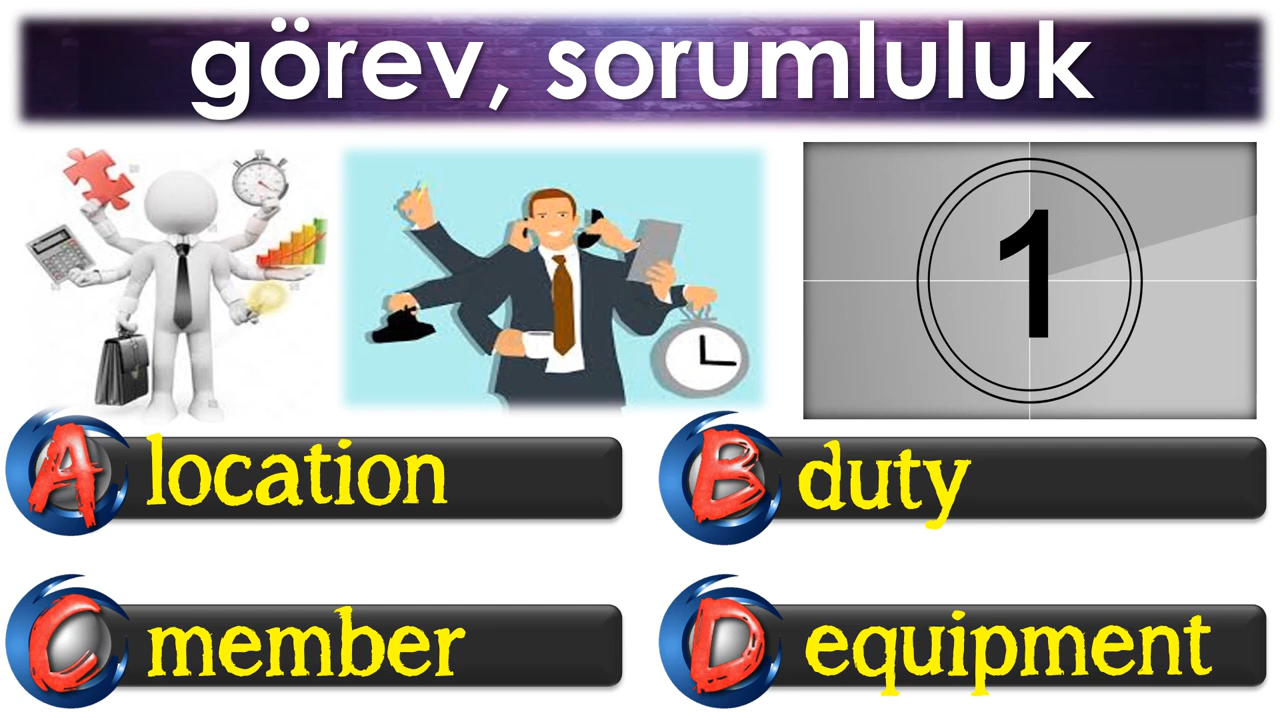 görev, sorumluluk
1
A location
B duty
C member
D equipment